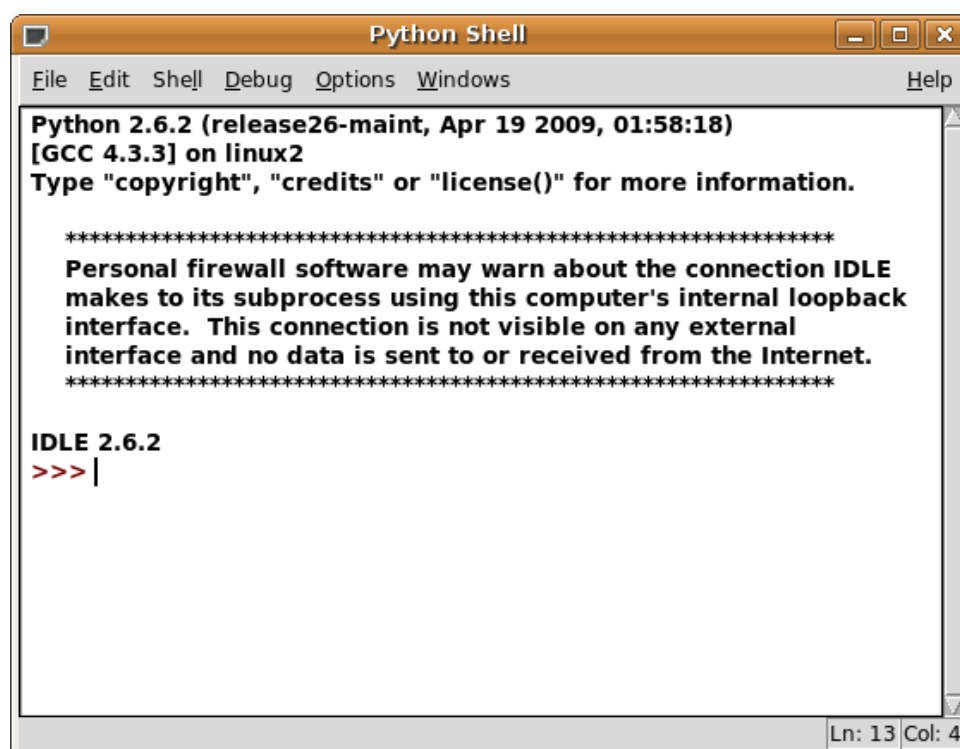 Python Shell
File Edit Shell Debug Options Windows Help
Python 2.6.2 (release26-maint, Apr 19 2009, 01:58:18)
[GCC 4.3.3] on linux2
Type "copyright", "credits" or "license()" for more information.
****************************************************************
Personal firewall software may warn about the connection IDLE
makes to its subprocess using this computer's internal loopback
interface.  This connection is not visible on any external
interface and no data is sent to or received from the Internet.
****************************************************************
IDLE 2.6.2
>>>
Ln: 13 Col: 4